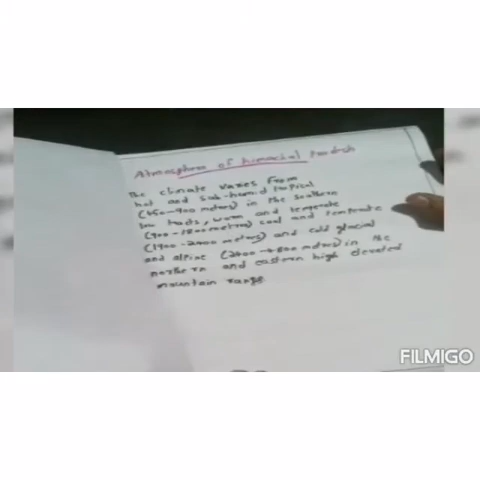 Atmosphere of himachal Pradesh
The climate varies from
hot and sub-humid tropical
(450-900 meters) in the southern
low tracts, warm and temperate
(900-1800 metres) cool and temperate
(1900-2400 meters) and cold glacial
and alpine (2400-4800 meters) in the
northern and eastern high elevated
mountain range
FILMIGO